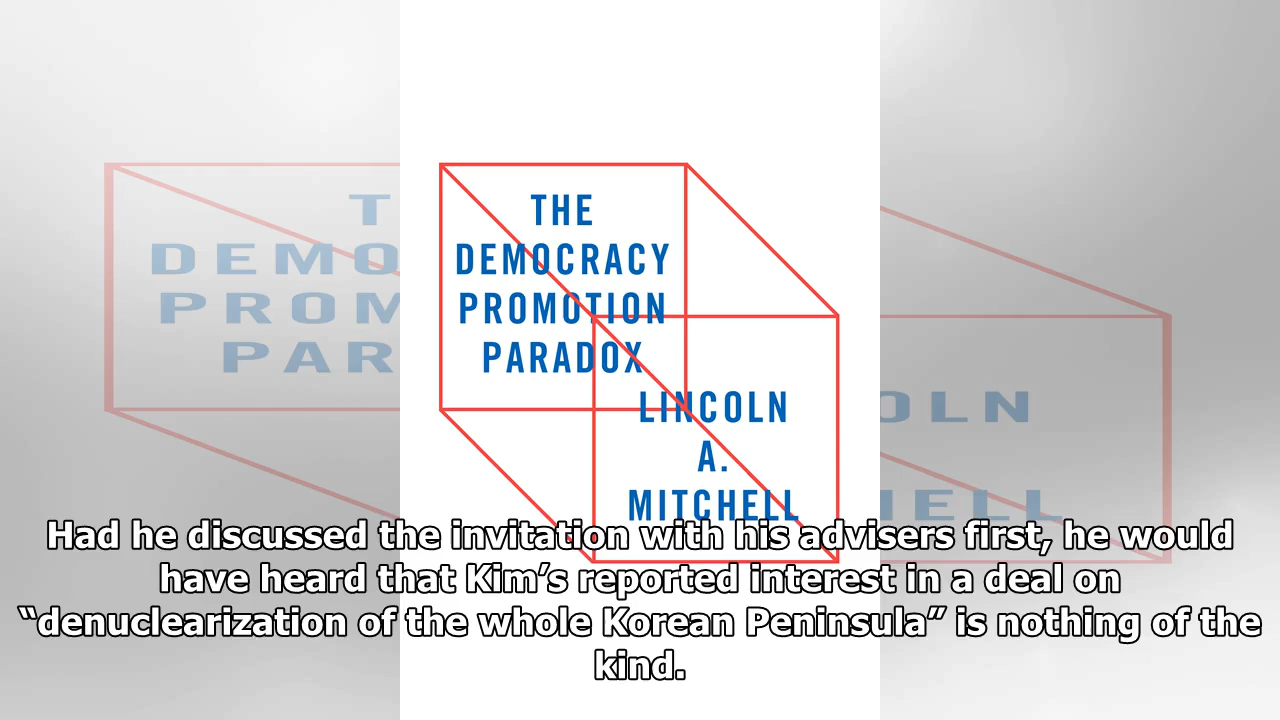 THE
DEMOCRACY
PROMOTION
PARADOX
LINCOLN
A.
MITCHELL
Had he discussed the invitation with his advisers first, he would
have heard that Kim’s reported interest in a deal on
“denuclearization of the whole Korean Peninsula” is nothing of the
kind.